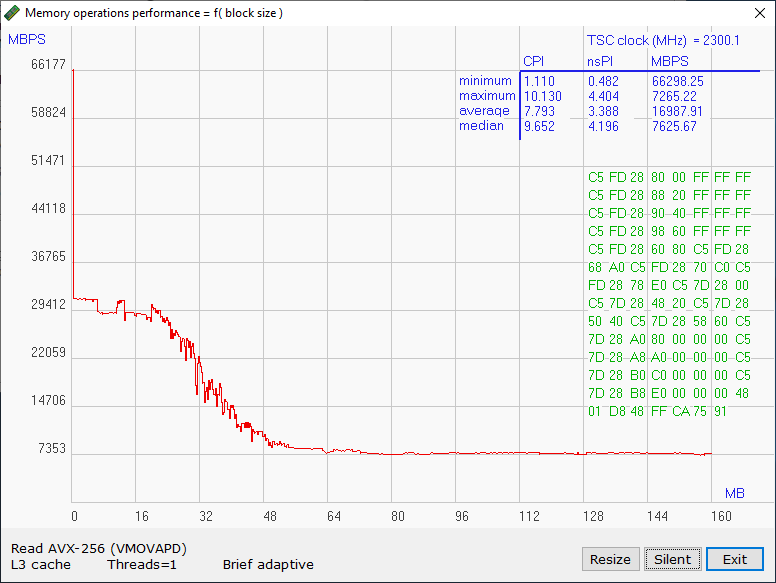 Memory operations performance = f( block size )
MBPS
TSC clock (MHz) = 2300.1
CPI nsPI MBPS
minimum 1.110 0.482 66298.25
maximum 10.130 4.404 7265.22
average 7.793 3.388 16987.91
median 9.652 4.196 7625.67
66177
58824
51471
44118
36765
29412
22059
14706
7353
C5 FD 28 80 00 FF FF FF
C5 FD 28 88 20 FF FF FF
C5 FD 28 90 40 FF FF FF
C5 FD 28 98 60 FF FF FF
C5 FD 28 60 80 C5 FD 28
68 A0 C5 FD 28 70 C0 C5
FD 28 78 E0 C5 7D 28 00
C5 7D 28 48 20 C5 7D 28
50 40 C5 7D 28 58 60 C5
7D 28 A0 80 00 00 00 C5
7D 28 A8 A0 00 00 00 C5
7D 28 B0 C0 00 00 00 C5
7D 28 B8 E0 00 00 00 48
01 D8 48 FF CA 75 91
MB
0 16 32 48 64 80 96 112 128 144 160
Read AVX-256 (VMOVAPD)
L3 cache Threads=1 Brief adaptive
Resize Silent Exit